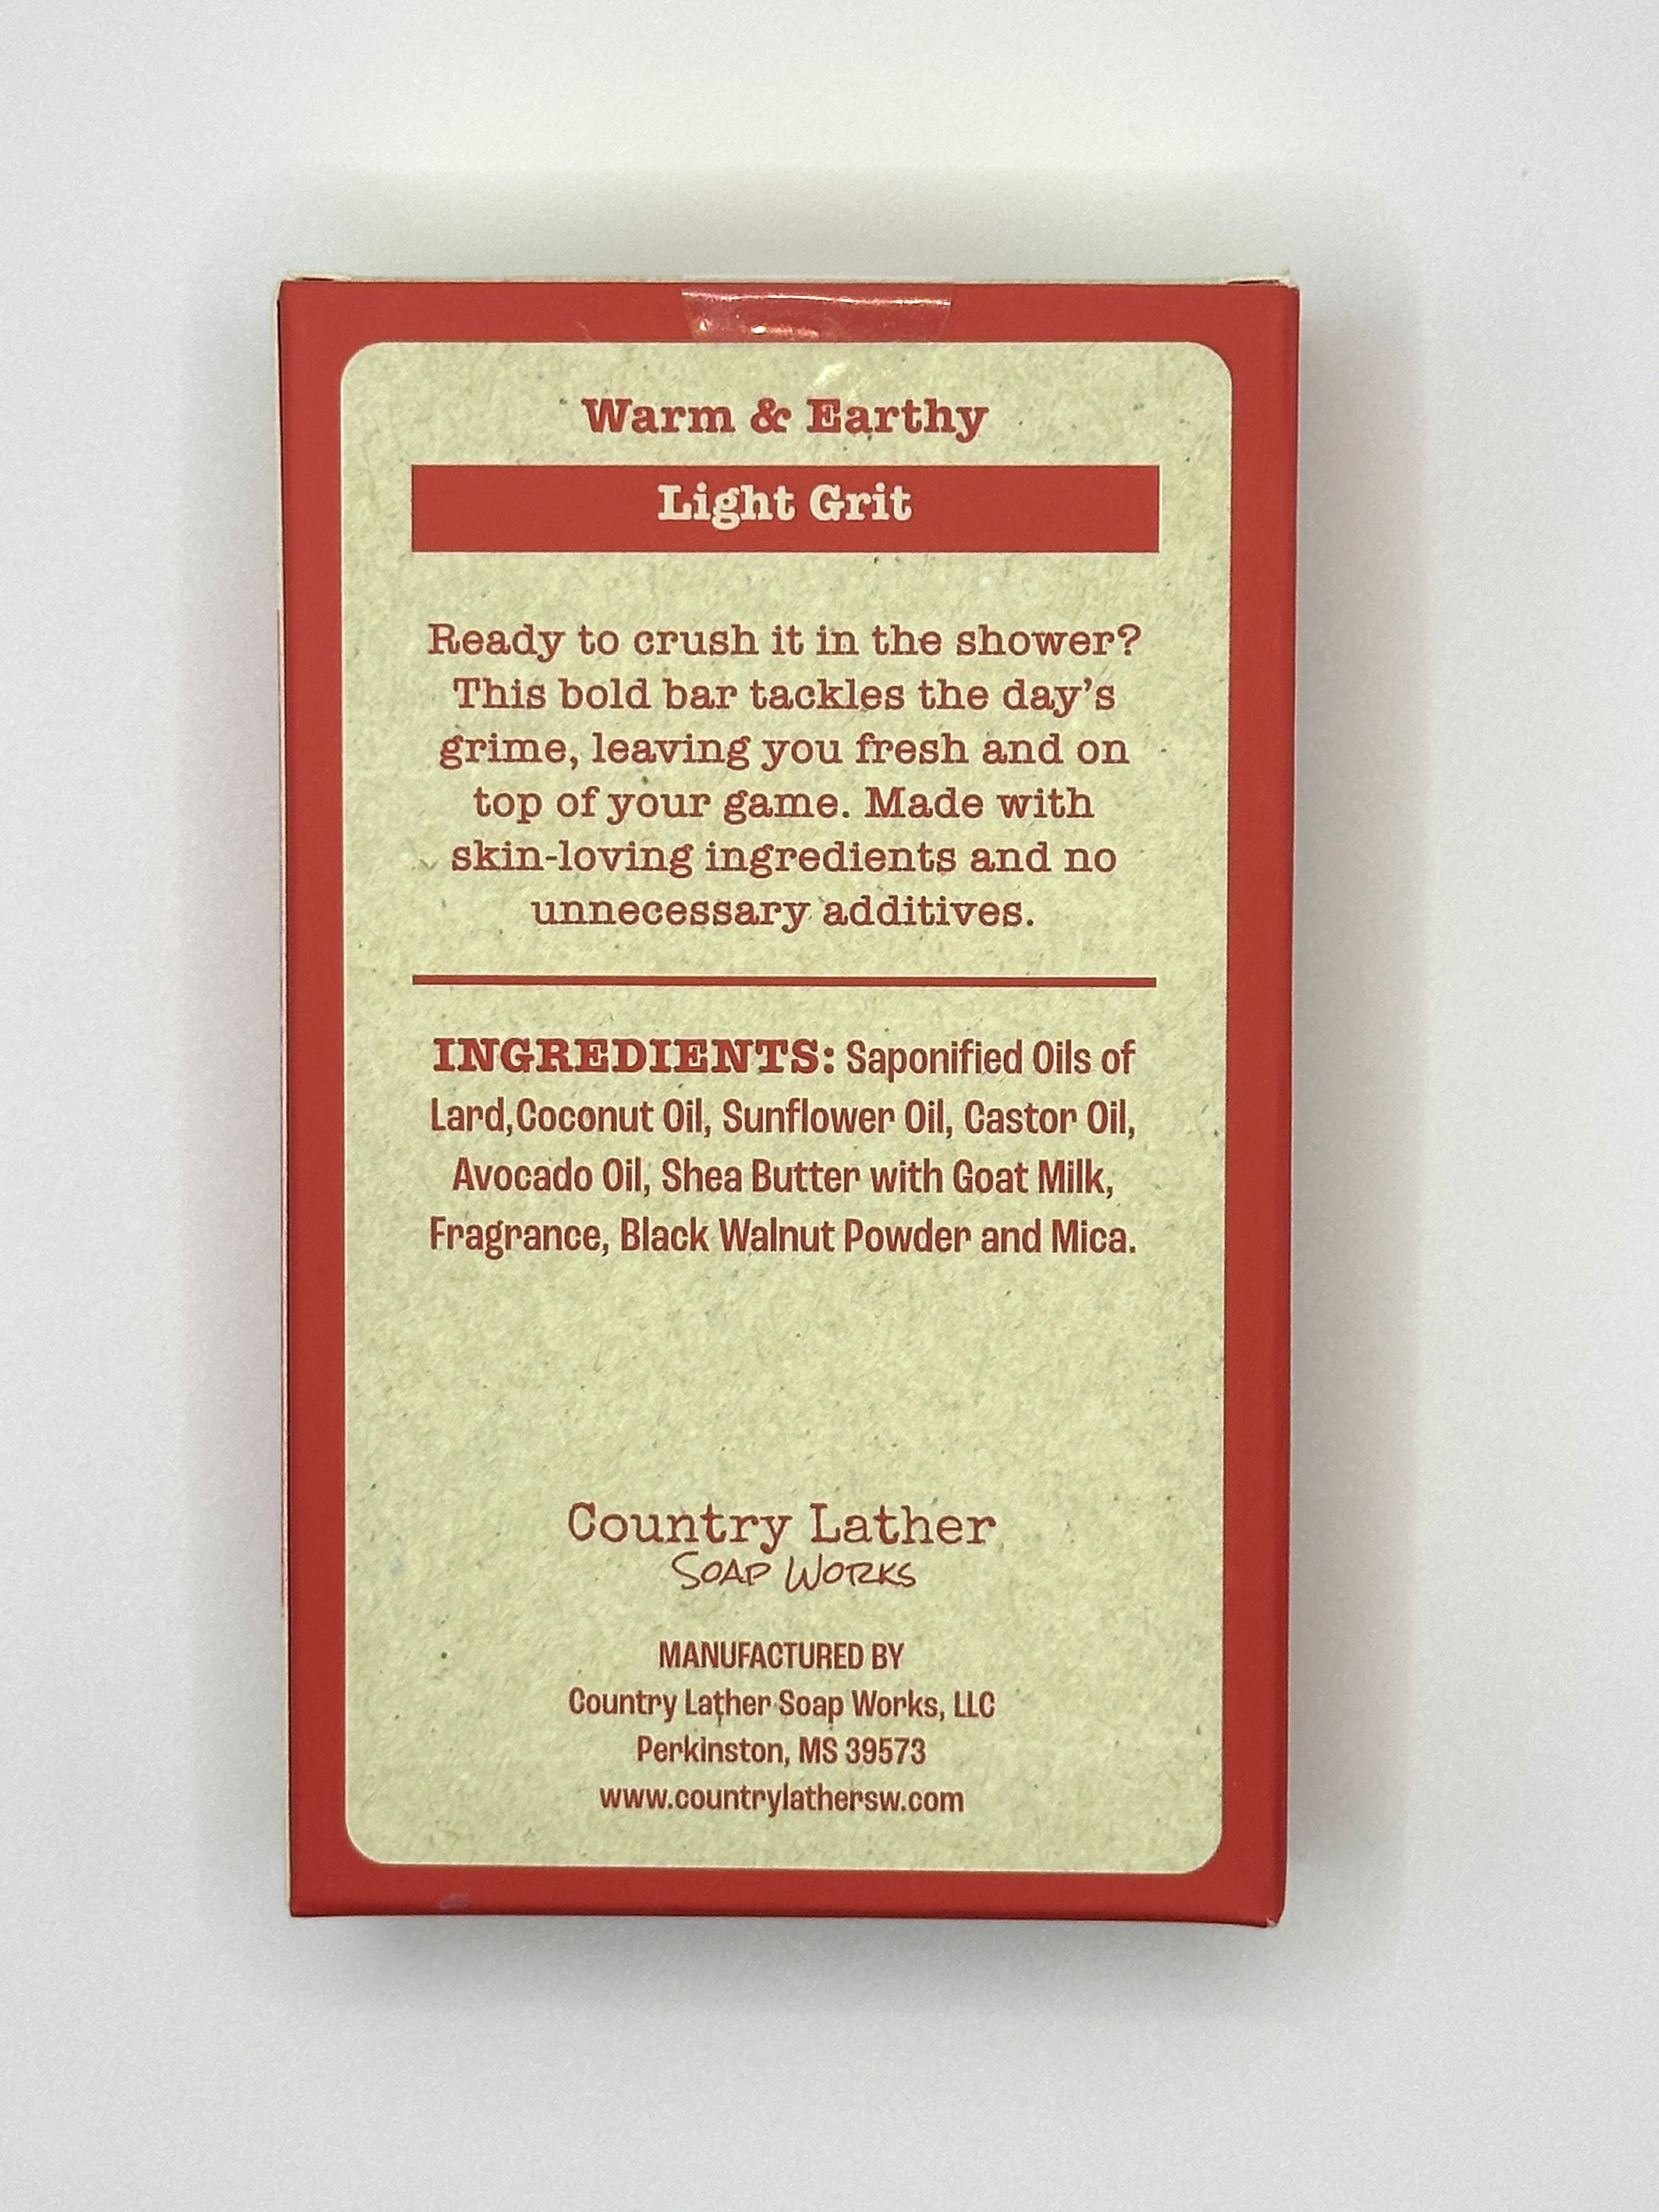 Warm & Earthy
Light Grit
Ready to crush it in the shower?
This bold bar tackles the day's
grime, leaving you fresh and on
top of your game. Made with
skin-loving ingredients and no
unnecessary additives.
INGREDIENTS: Saponified Oils of
Lard,Coconut Oil, Sunflower Oil, Castor Oil,
Avocado Oil, Shea Butter with Goat Milk,
Fragrance, Black Walnut Powder and Mica.
Country Lather
SOAP WORKS
MANUFACTURED BY
Country Lather Soap Works, LLC
Perkinston, MS 39573
www.countrylathersw.com